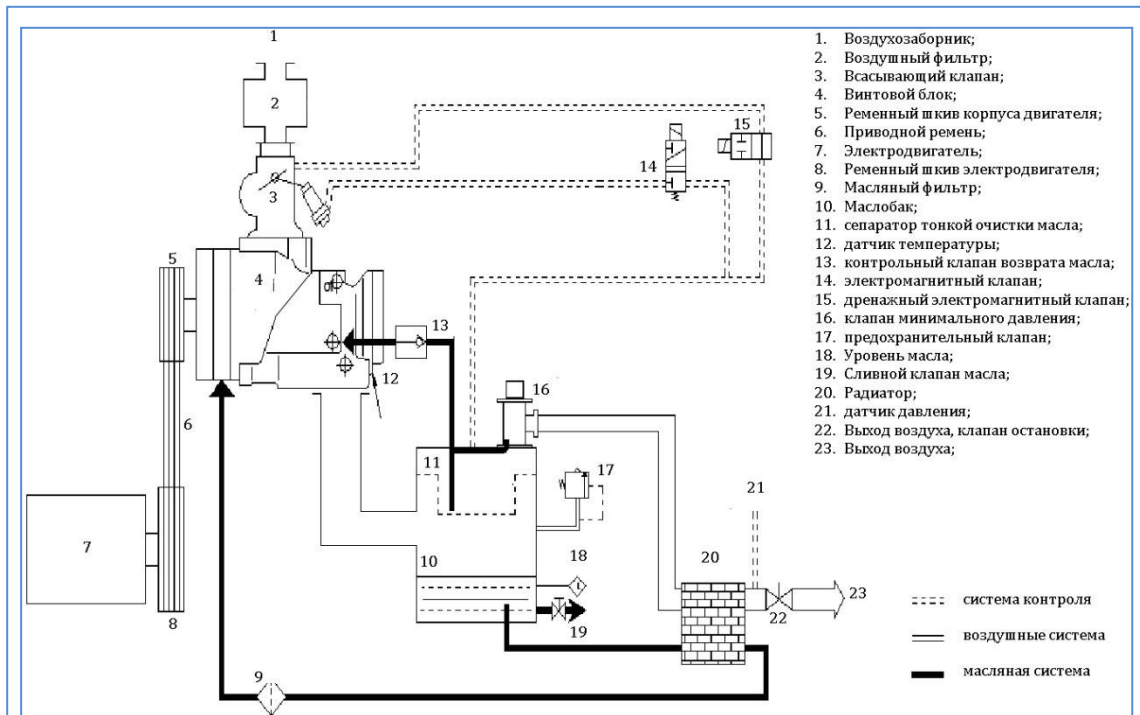 1
2
3
4
5
6
7
8
9
10
11
12
13
14
15
16
17
18
19
20
21
22
23
1. Воздухозаборник;
2. Воздушный фильтр;
3. Всасывающий клапан;
4. Винтовой блок;
5. Ременный шкив корпуса двигателя;
6. Приводной ремень;
7. Электродвигатель;
8. Ременный шкив электродвигателя;
9. Масляный фильтр;
10. Маслобак;
11. сепаратор тонкой очистки масла;
12. датчик температуры;
13. контрольный клапан возврата масла;
14. электромагнитный клапан;
15. дренажный электромагнитный клапан;
16. клапан минимального давления;
17. предохранительный клапан;
18. Уровень масла;
19. Сливной клапан масла;
20. Радиатор;
21. датчик давления;
22. Выход воздуха, клапан остановки;
23. Выход воздуха;
система контроля
воздушные система
масляная система